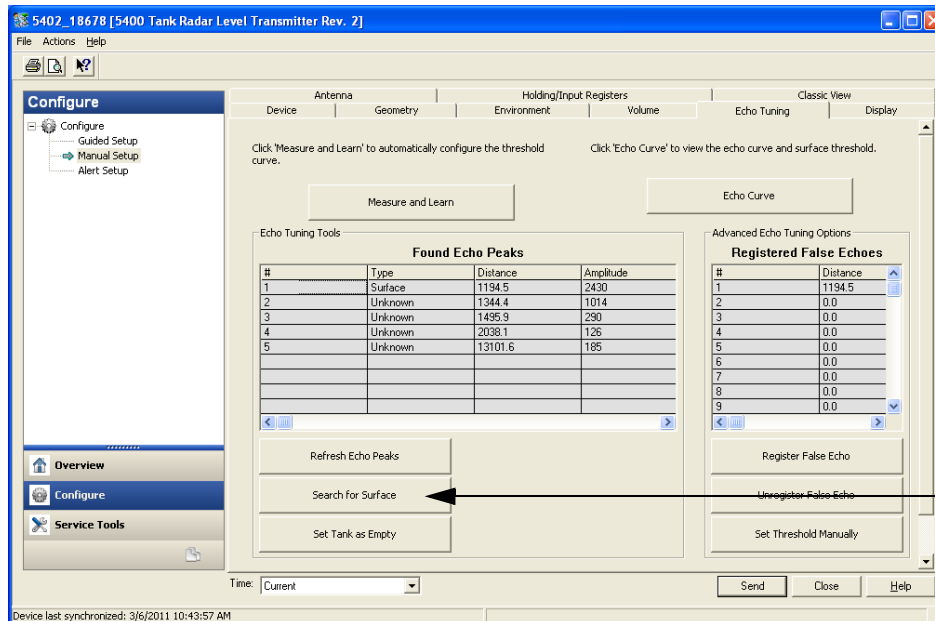 5402_18678 [5400 Tank Radar Level Transmitter Rev. 2]
File Actions Help
Configure
Configure
Guided Setup
Manual Setup
Alert Setup
Overview
Configure
Service Tools
Antenna Holding/Input Registers Classic View
Device Geometry Environment Volume Echo Tuning Display
Click 'Measure and Learn' to automatically configure the threshold
curve.
Click 'Echo Curve' to view the echo curve and surface threshold.
Measure and Learn
Echo Curve
Echo Tuning Tools
Found Echo Peaks
# Type Distance Amplitude
1 Surface 1194.5 2430
2 Unknown 1344.4 1014
3 Unknown 1495.9 290
4 Unknown 2038.1 126
5 Unknown 13101.6 185
Refresh Echo Peaks
Search for Surface
Set Tank as Empty
Advanced Echo Tuning Options
Registered False Echoes
# Distance
1 1194.5
2 0.0
3 0.0
4 0.0
5 0.0
6 0.0
7 0.0
8 0.0
9 0.0
Register False Echo
Unregister False Echo
Set Threshold Manually
Time: Current
Send Close Help
Device last synchronized: 3/6/2011 10:43:57 AM